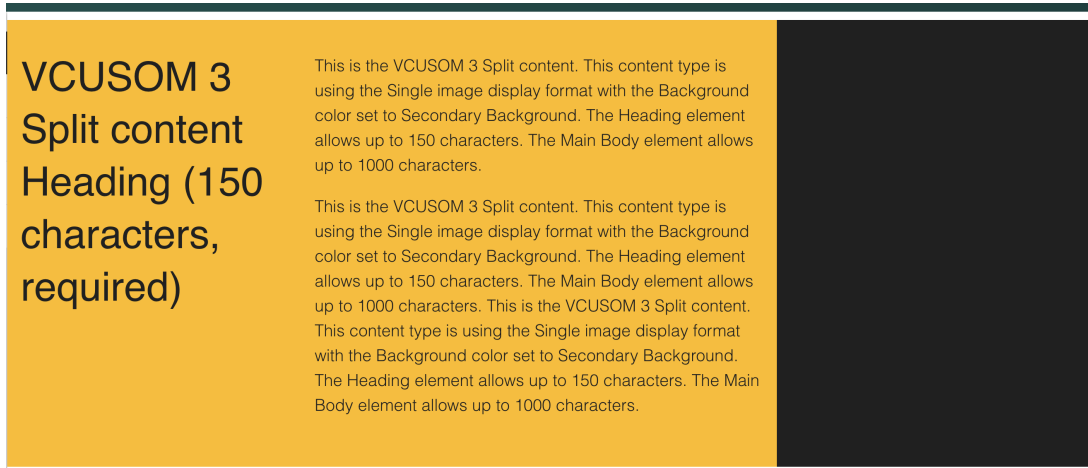 VCUSOM 3
Split content
Heading (150
characters,
required)
This is the VCUSOM 3 Split content. This content type is
using the Single image display format with the Background
color set to Secondary Background. The Heading element
allows up to 150 characters. The Main Body element allows
up to 1000 characters.
This is the VCUSOM 3 Split content. This content type is
using the Single image display format with the Background
color set to Secondary Background. The Heading element
allows up to 150 characters. The Main Body element allows
up to 1000 characters. This is the VCUSOM 3 Split content.
This content type is using the Single image display format
with the Background color set to Secondary Background.
The Heading element allows up to 150 characters. The Main
Body element allows up to 1000 characters.